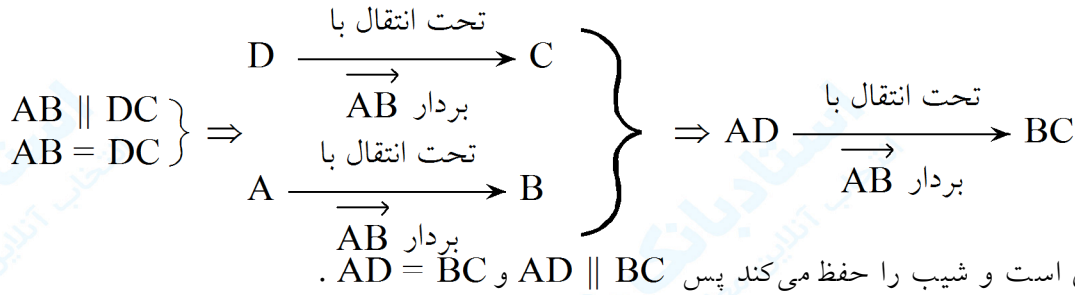 تحت انتقال با
D → C
بردار AB
AB || DC
AB = DC
⇒
تحت انتقال با
A → B
بردار AB
⇒
تحت انتقال با
AD → BC
بردار AB
است و شیب را حفظ می‌کند پس AD || BC و AD = BC .